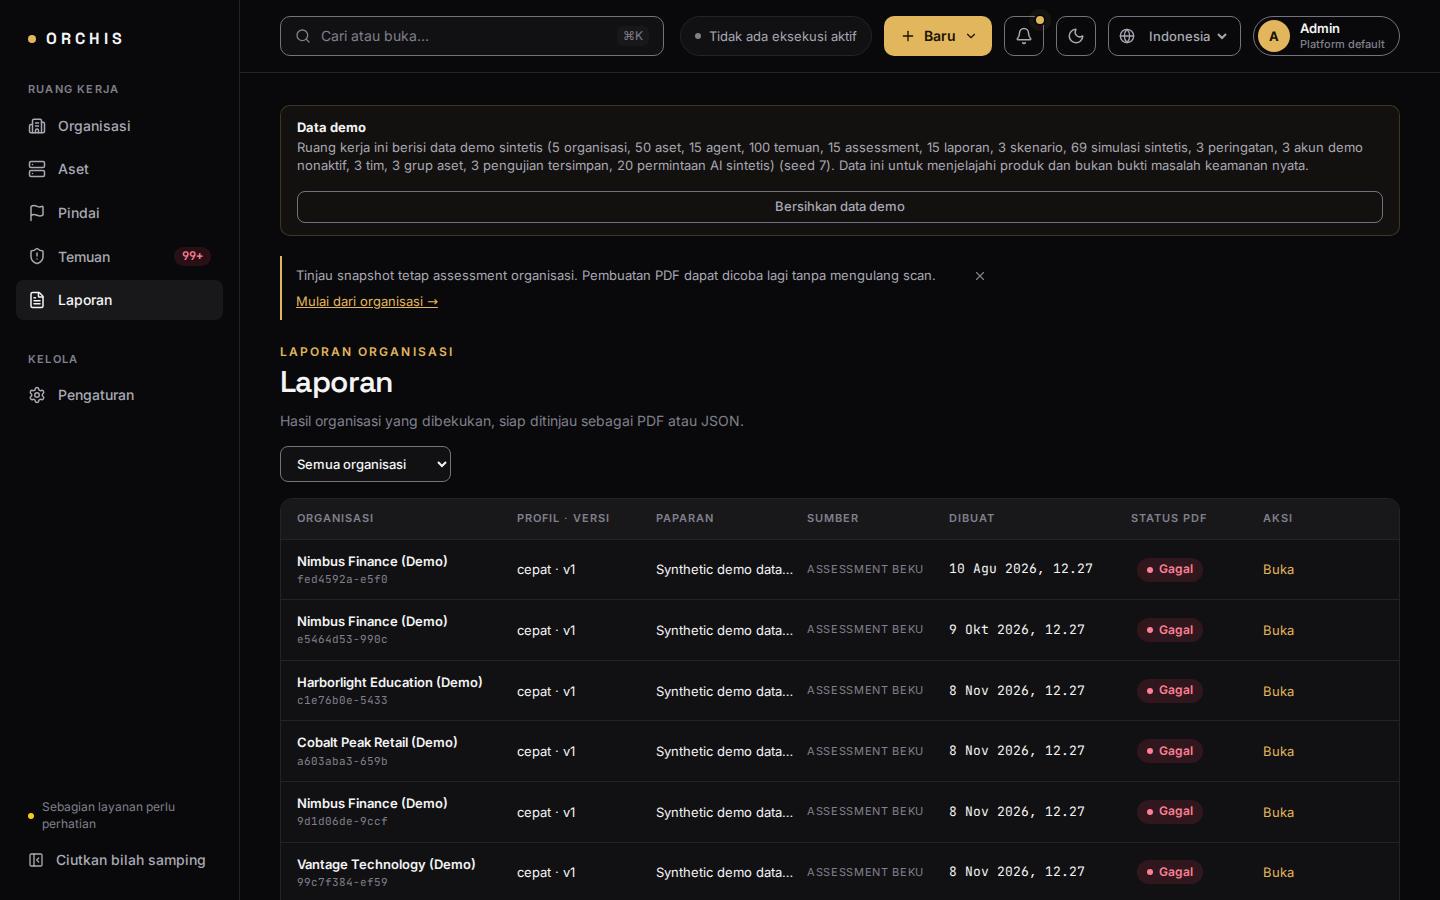 ORCHIS
RUANG KERJA
Organisasi
Aset
Pindai
Temuan 99+
Laporan
KELOLA
Pengaturan
Sebagian layanan perlu
perhatian
Ciutkan bilah samping
Cari atau buka... ⌘K
Tidak ada eksekusi aktif
+ Baru
Indonesia
A
Admin
Platform default
Data demo
Ruang kerja ini berisi data demo sintetis (5 organisasi, 50 aset, 15 agent, 100 temuan, 15 assessment, 15 laporan, 3 skenario, 69 simulasi sintetis, 3 peringatan, 3 akun demo
nonaktif, 3 tim, 3 grup aset, 3 pengujian tersimpan, 20 permintaan AI sintetis) (seed 7). Data ini untuk menjelajahi produk dan bukan bukti masalah keamanan nyata.
Bersihkan data demo
Tinjau snapshot tetap assessment organisasi. Pembuatan PDF dapat dicoba lagi tanpa mengulang scan.
Mulai dari organisasi →
LAPORAN ORGANISASI
Laporan
Hasil organisasi yang dibekukan, siap ditinjau sebagai PDF atau JSON.
Semua organisasi
ORGANISASI PROFIL · VERSI PAPARAN SUMBER DIBUAT STATUS PDF AKSI
Nimbus Finance (Demo)
fed4592a-e5f0
cepat · v1 Synthetic demo data... ASSESSMENT BEKU 10 Agu 2026, 12.27 Gagal Buka
Nimbus Finance (Demo)
e5464d53-990c
cepat · v1 Synthetic demo data... ASSESSMENT BEKU 9 Okt 2026, 12.27 Gagal Buka
Harborlight Education (Demo)
c1e76b0e-5433
cepat · v1 Synthetic demo data... ASSESSMENT BEKU 8 Nov 2026, 12.27 Gagal Buka
Cobalt Peak Retail (Demo)
a603aba3-659b
cepat · v1 Synthetic demo data... ASSESSMENT BEKU 8 Nov 2026, 12.27 Gagal Buka
Nimbus Finance (Demo)
9d1d06de-9ccf
cepat · v1 Synthetic demo data... ASSESSMENT BEKU 8 Nov 2026, 12.27 Gagal Buka
Vantage Technology (Demo)
99c7f384-ef59
cepat · v1 Synthetic demo data... ASSESSMENT BEKU 8 Nov 2026, 12.27 Gagal Buka